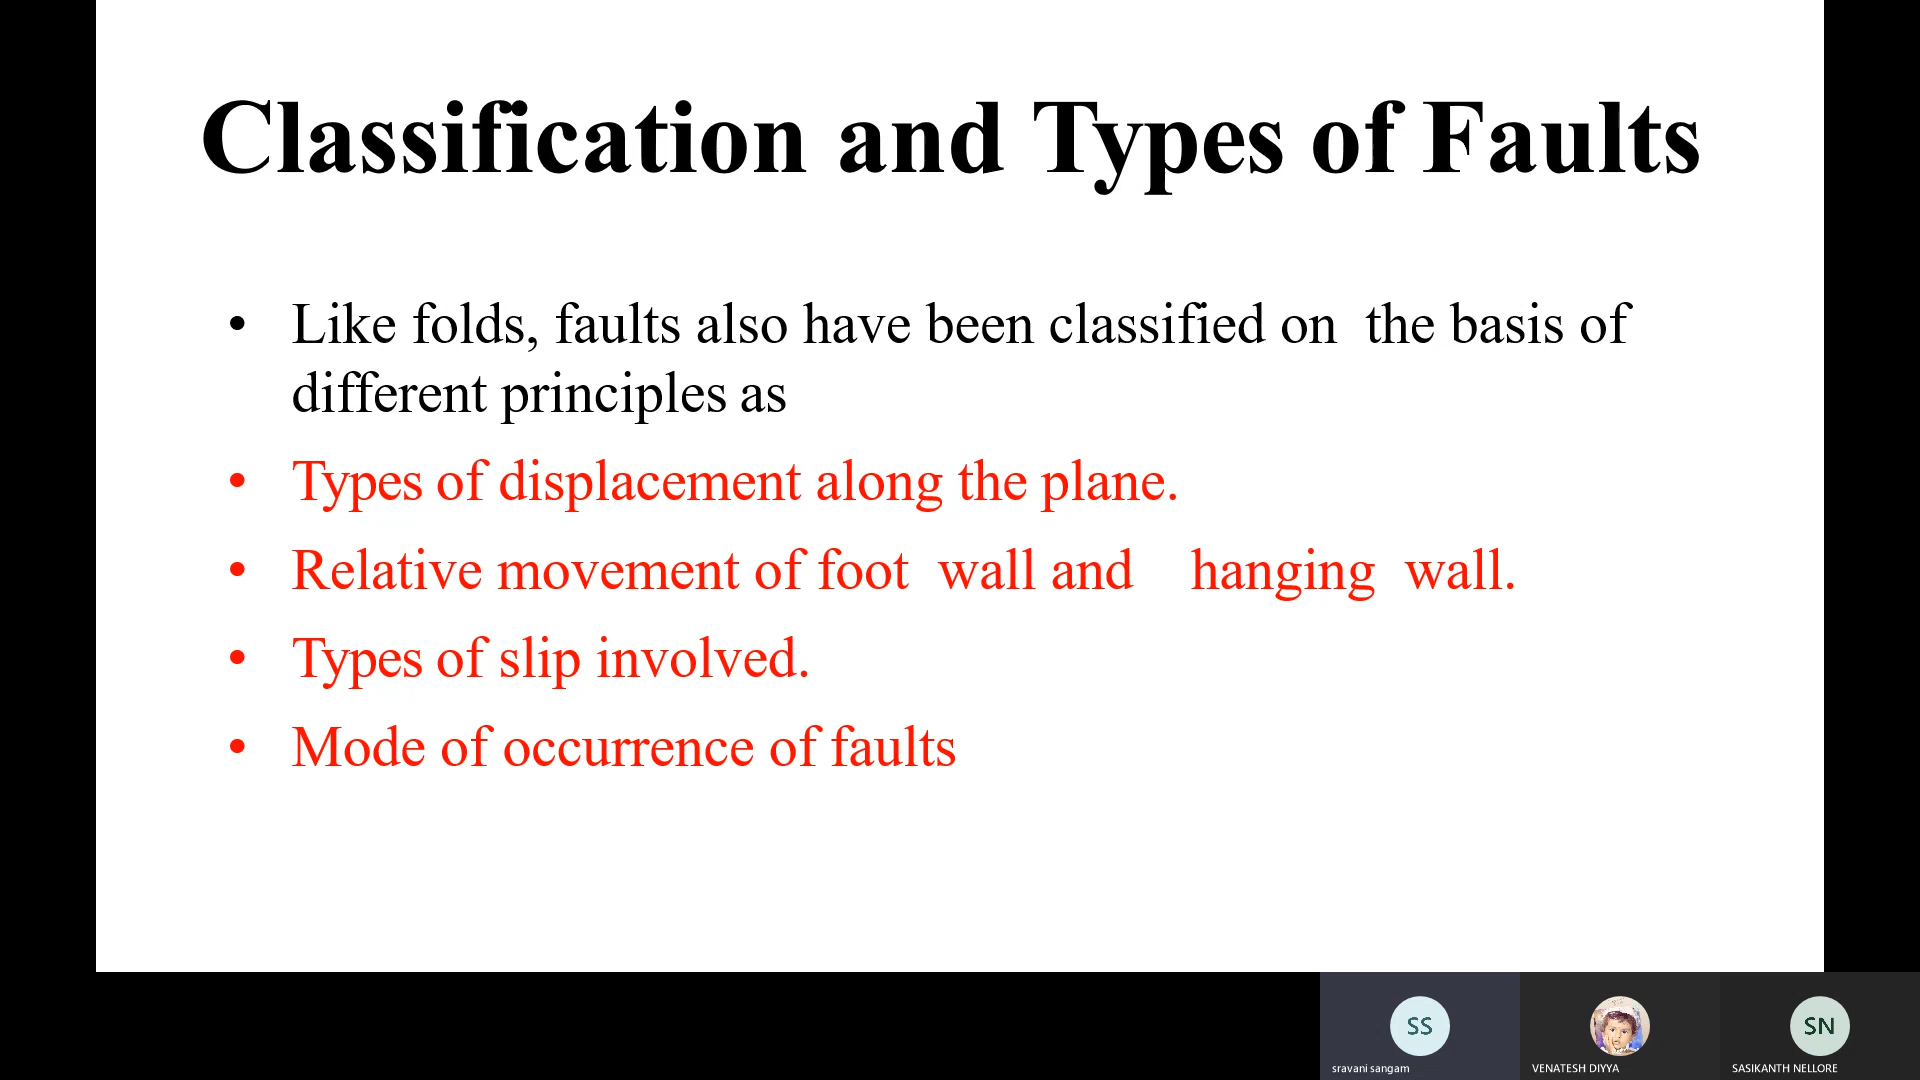 Classification and Types of Faults
• Like folds, faults also have been classified on the basis of
different principles as
• Types of displacement along the plane.
• Relative movement of foot wall and hanging wall.
• Types of slip involved.
• Mode of occurrence of faults
SS
SN
sravani sangam
VENATESH DIYYA
SASIKANTH NELLORE